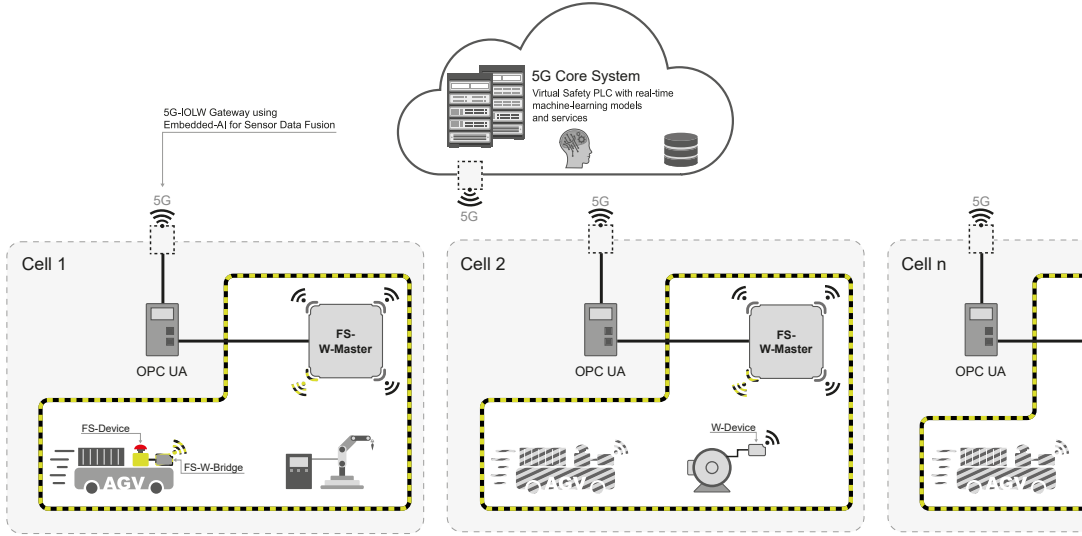 5G Core System
Virtual Safety PLC with real-time
machine-learning models
and services
5G-IOLW Gateway using
Embedded-AI for Sensor Data Fusion
5G
5G
5G
5G
Cell 1
FS-
W-Master
OPC UA
FS-Device
FS-W-Bridge
AGV
Cell 2
FS-
W-Master
OPC UA
W-Device
AGV
Cell n
OPC UA
AGV